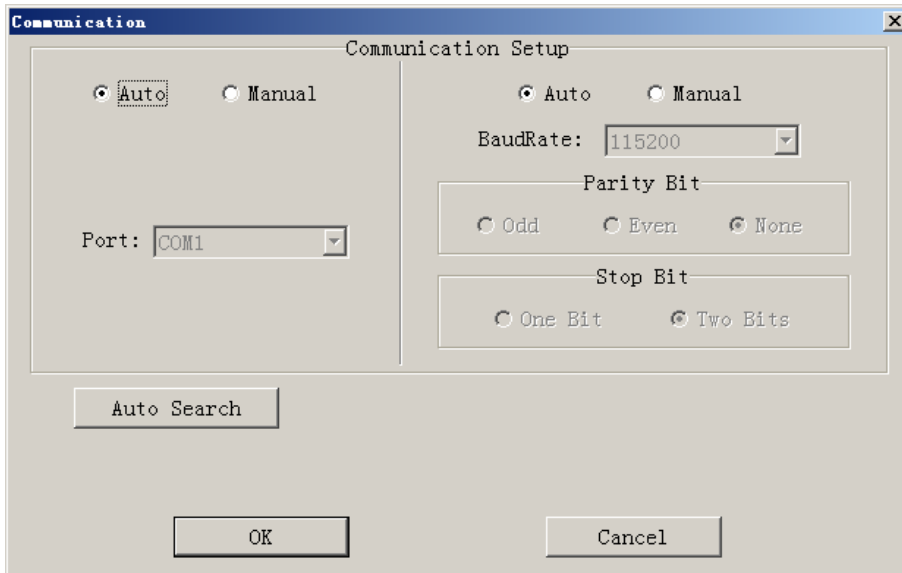 Communication
Communication Setup
Auto Manual
Port: COM1
Auto Manual
BaudRate: 115200
Parity Bit
Odd Even None
Stop Bit
One Bit Two Bits
Auto Search
OK Cancel